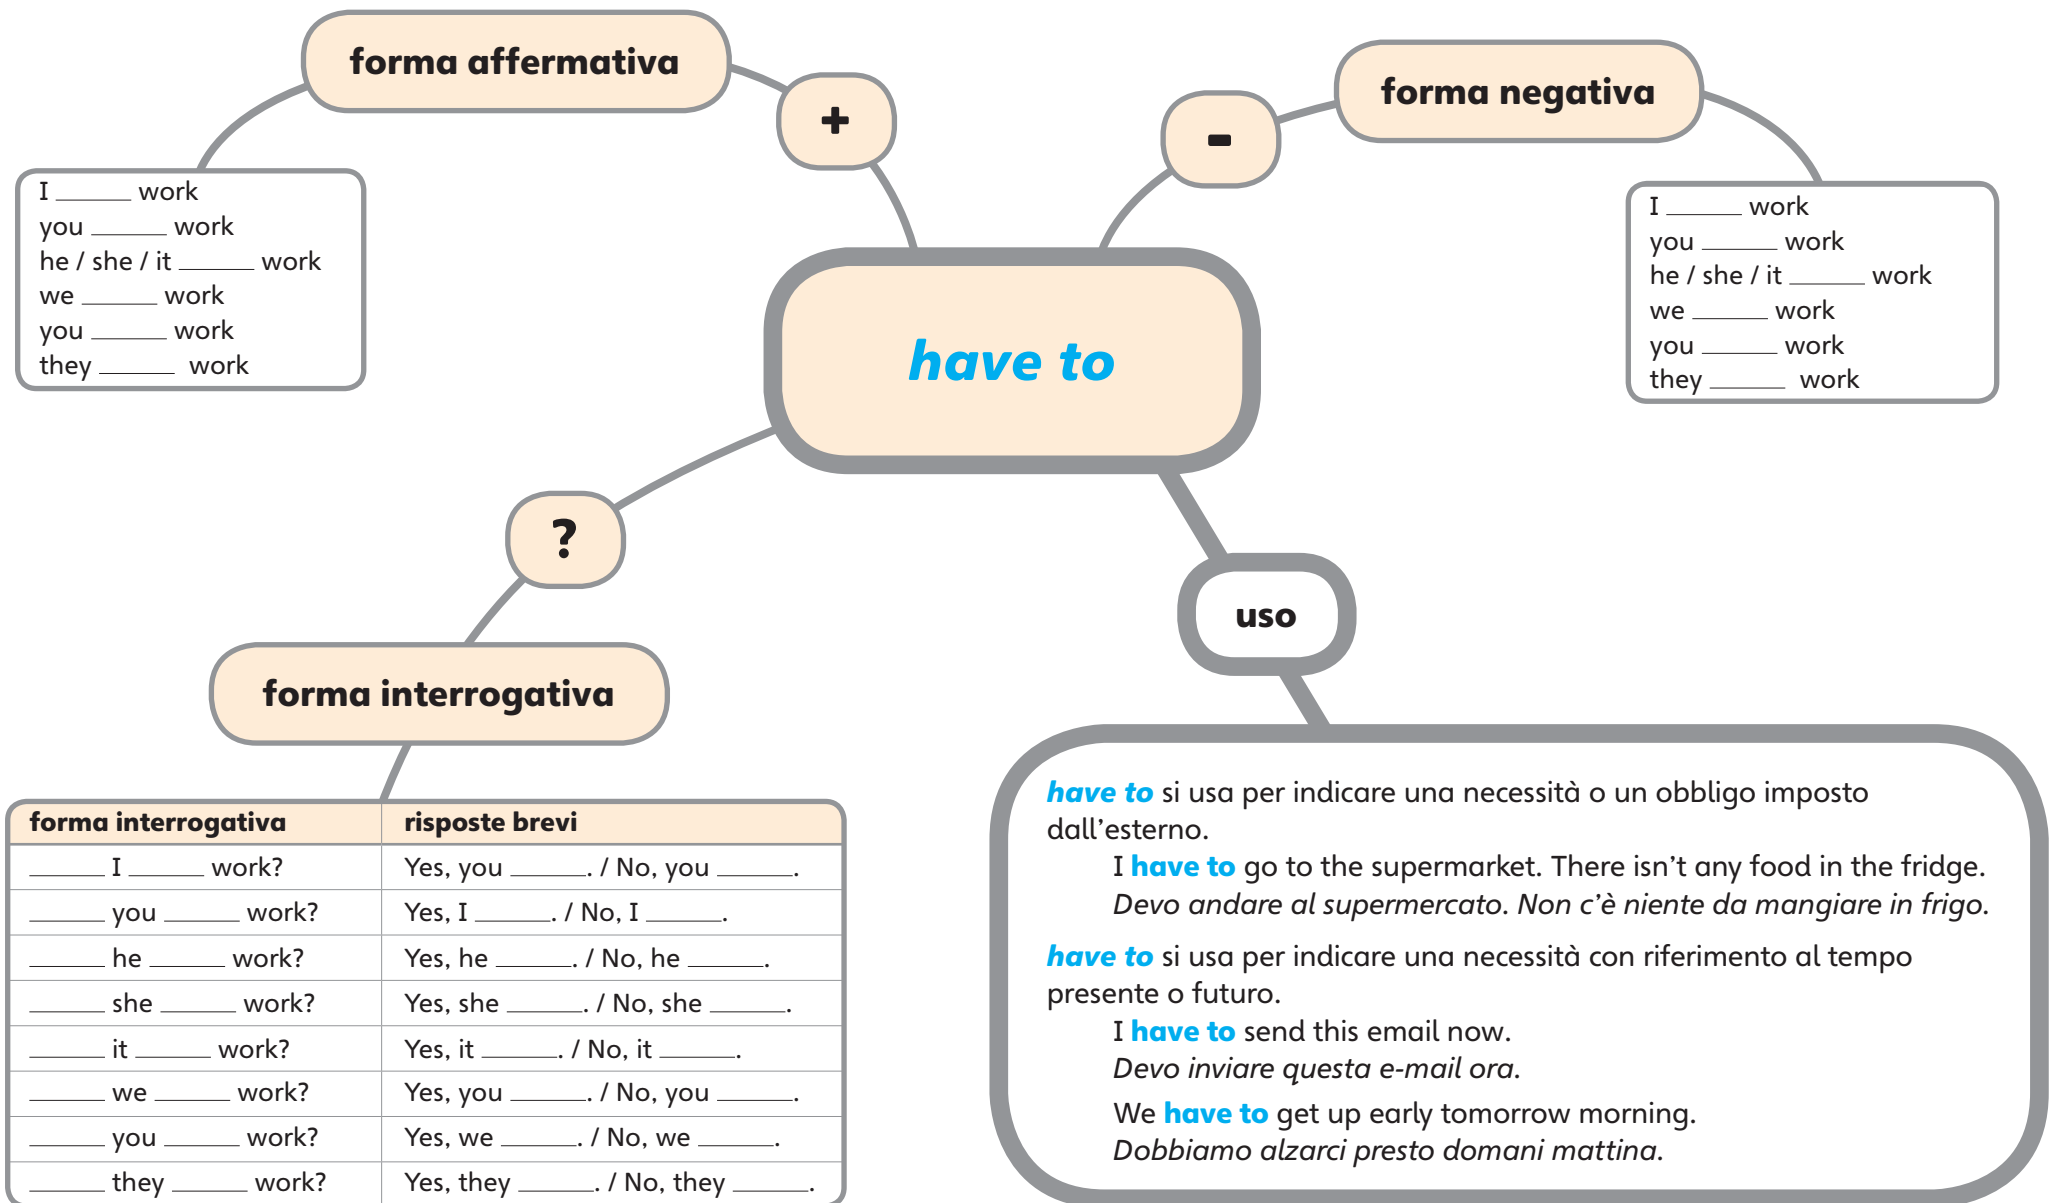 forma affermativa
+
I ______ work
you ______ work
he / she / it ______ work
we ______ work
you ______ work
they ______ work
-
forma negativa
I ______ work
you ______ work
he / she / it ______ work
we ______ work
you ______ work
they ______ work
have to
?
forma interrogativa
forma interrogativa risposte brevi
______ I ______ work? Yes, you ______. / No, you ______.
______ you ______ work? Yes, I ______. / No, I ______.
______ he ______ work? Yes, he ______. / No, he ______.
______ she ______ work? Yes, she ______. / No, she ______.
______ it ______ work? Yes, it ______. / No, it ______.
______ we ______ work? Yes, you ______. / No, you ______.
______ you ______ work? Yes, we ______. / No, we ______.
______ they ______ work? Yes, they ______. / No, they ______.
uso
have to si usa per indicare una necessità o un obbligo imposto
dall'esterno.
I have to go to the supermarket. There isn't any food in the fridge.
Devo andare al supermercato. Non c'è niente da mangiare in frigo.
have to si usa per indicare una necessità con riferimento al tempo
presente o futuro.
I have to send this email now.
Devo inviare questa e-mail ora.
We have to get up early tomorrow morning.
Dobbiamo alzarci presto domani mattina.